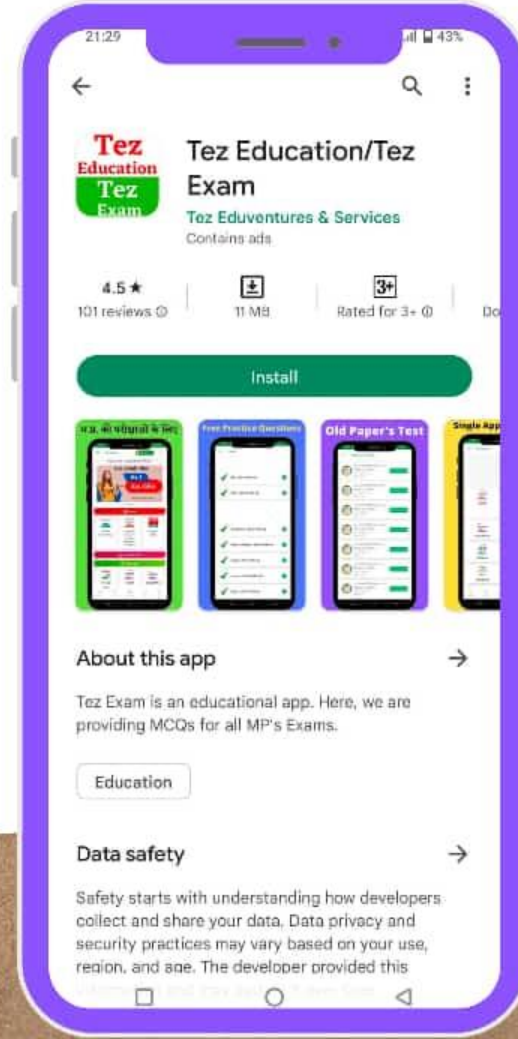 21:29
43%
Tez
Education
Tez
Exam
Tez Education/Tez
Exam
Tez Eduventures & Services
Contains ads
4.5★
101 reviews
11 MB
3+
Rated for 3+
Do
Install
म.प्र. की परीक्षाओं के लिए
Free Practice Questions
Old Paper's Test
Single App
About this app
Tez Exam is an educational app. Here, we are
providing MCQs for all MP's Exams.
Education
Data safety
Safety starts with understanding how developers
collect and share your data. Data privacy and
security practices may vary based on your use,
region, and age. The developer provided this